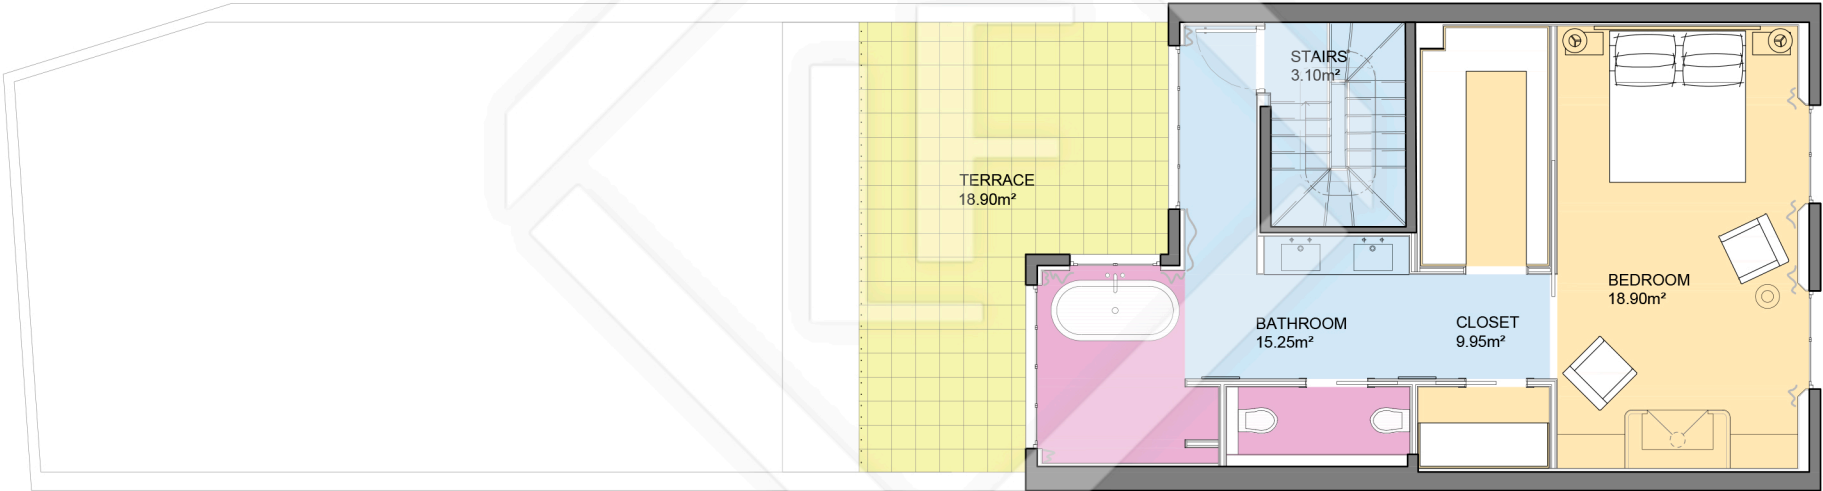 STAIRS
3.10m²
TERRACE
18.90m²
BEDROOM
18.90m²
BATHROOM
15.25m²
CLOSET
9.95m²